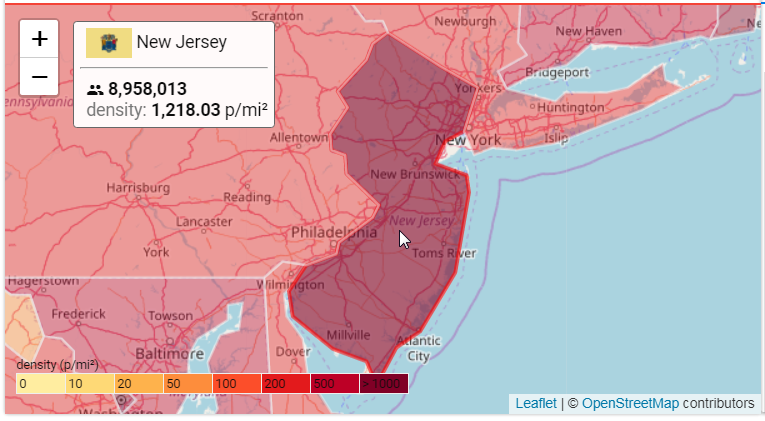 Scranton
Newburgh
New Haven
+
−
New Jersey
8,958,013
density: 1,218.03 p/mi²
Bridgeport
Yonkers
ennsylvania
Huntington
Allentown
New York
Islip
New Brunswick
Harrisburg
Reading
Lancaster
New Jersey
Philadelphia
York
Toms River
Hagerstown
Wilmington
Frederick
Towson
Millville
Atlantic
City
Baltimore
Dover
density (p/mi²)
0 10 20 50 100 200 500 > 1000
Maryland
Washington
Leaflet | © OpenStreetMap contributors